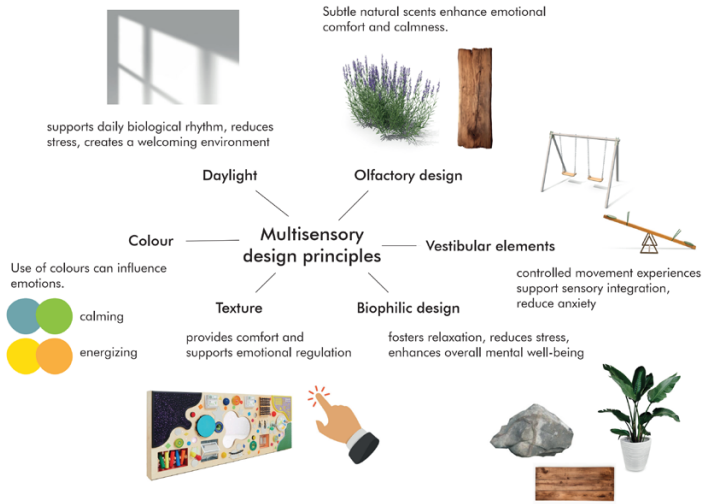 Subtle natural scents enhance emotional
comfort and calmness.
supports daily biological rhythm, reduces
stress, creates a welcoming environment
Daylight
Olfactory design
Colour
Multisensory
design principles
Vestibular elements
Use of colours can influence
emotions.
calming
energizing
controlled movement experiences
support sensory integration,
reduce anxiety
Texture
provides comfort and
supports emotional regulation
Biophilic design
fosters relaxation, reduces stress,
enhances overall mental well-being